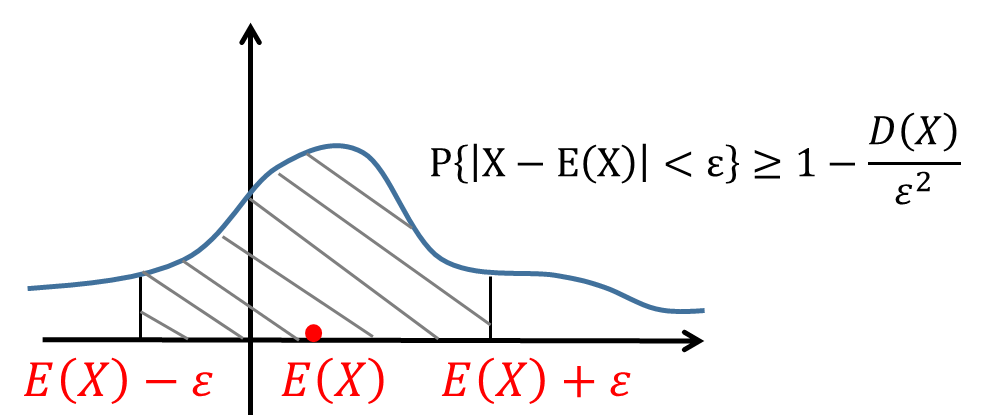 P{|X − E(X)| < ε} ≥ 1 − D(X)/ε²
E(X) − ε E(X) E(X) + ε